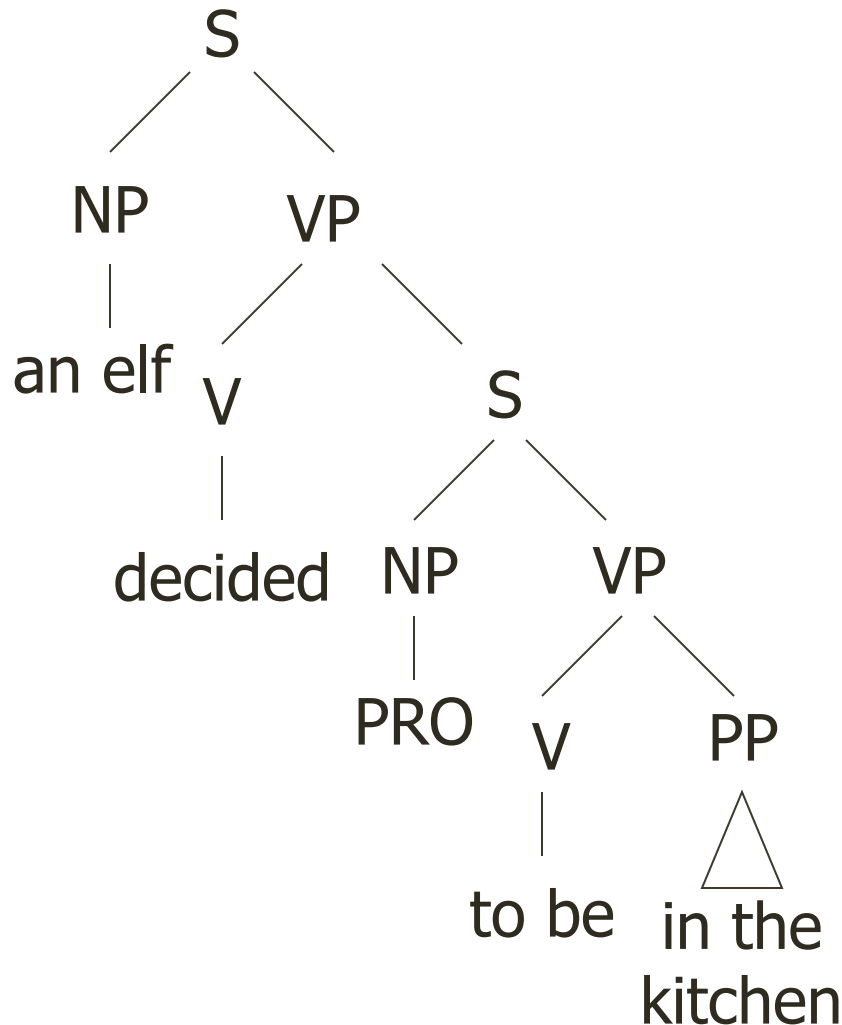 S
NP VP
an elf V S
decided NP VP
PRO V PP
to be in the
kitchen